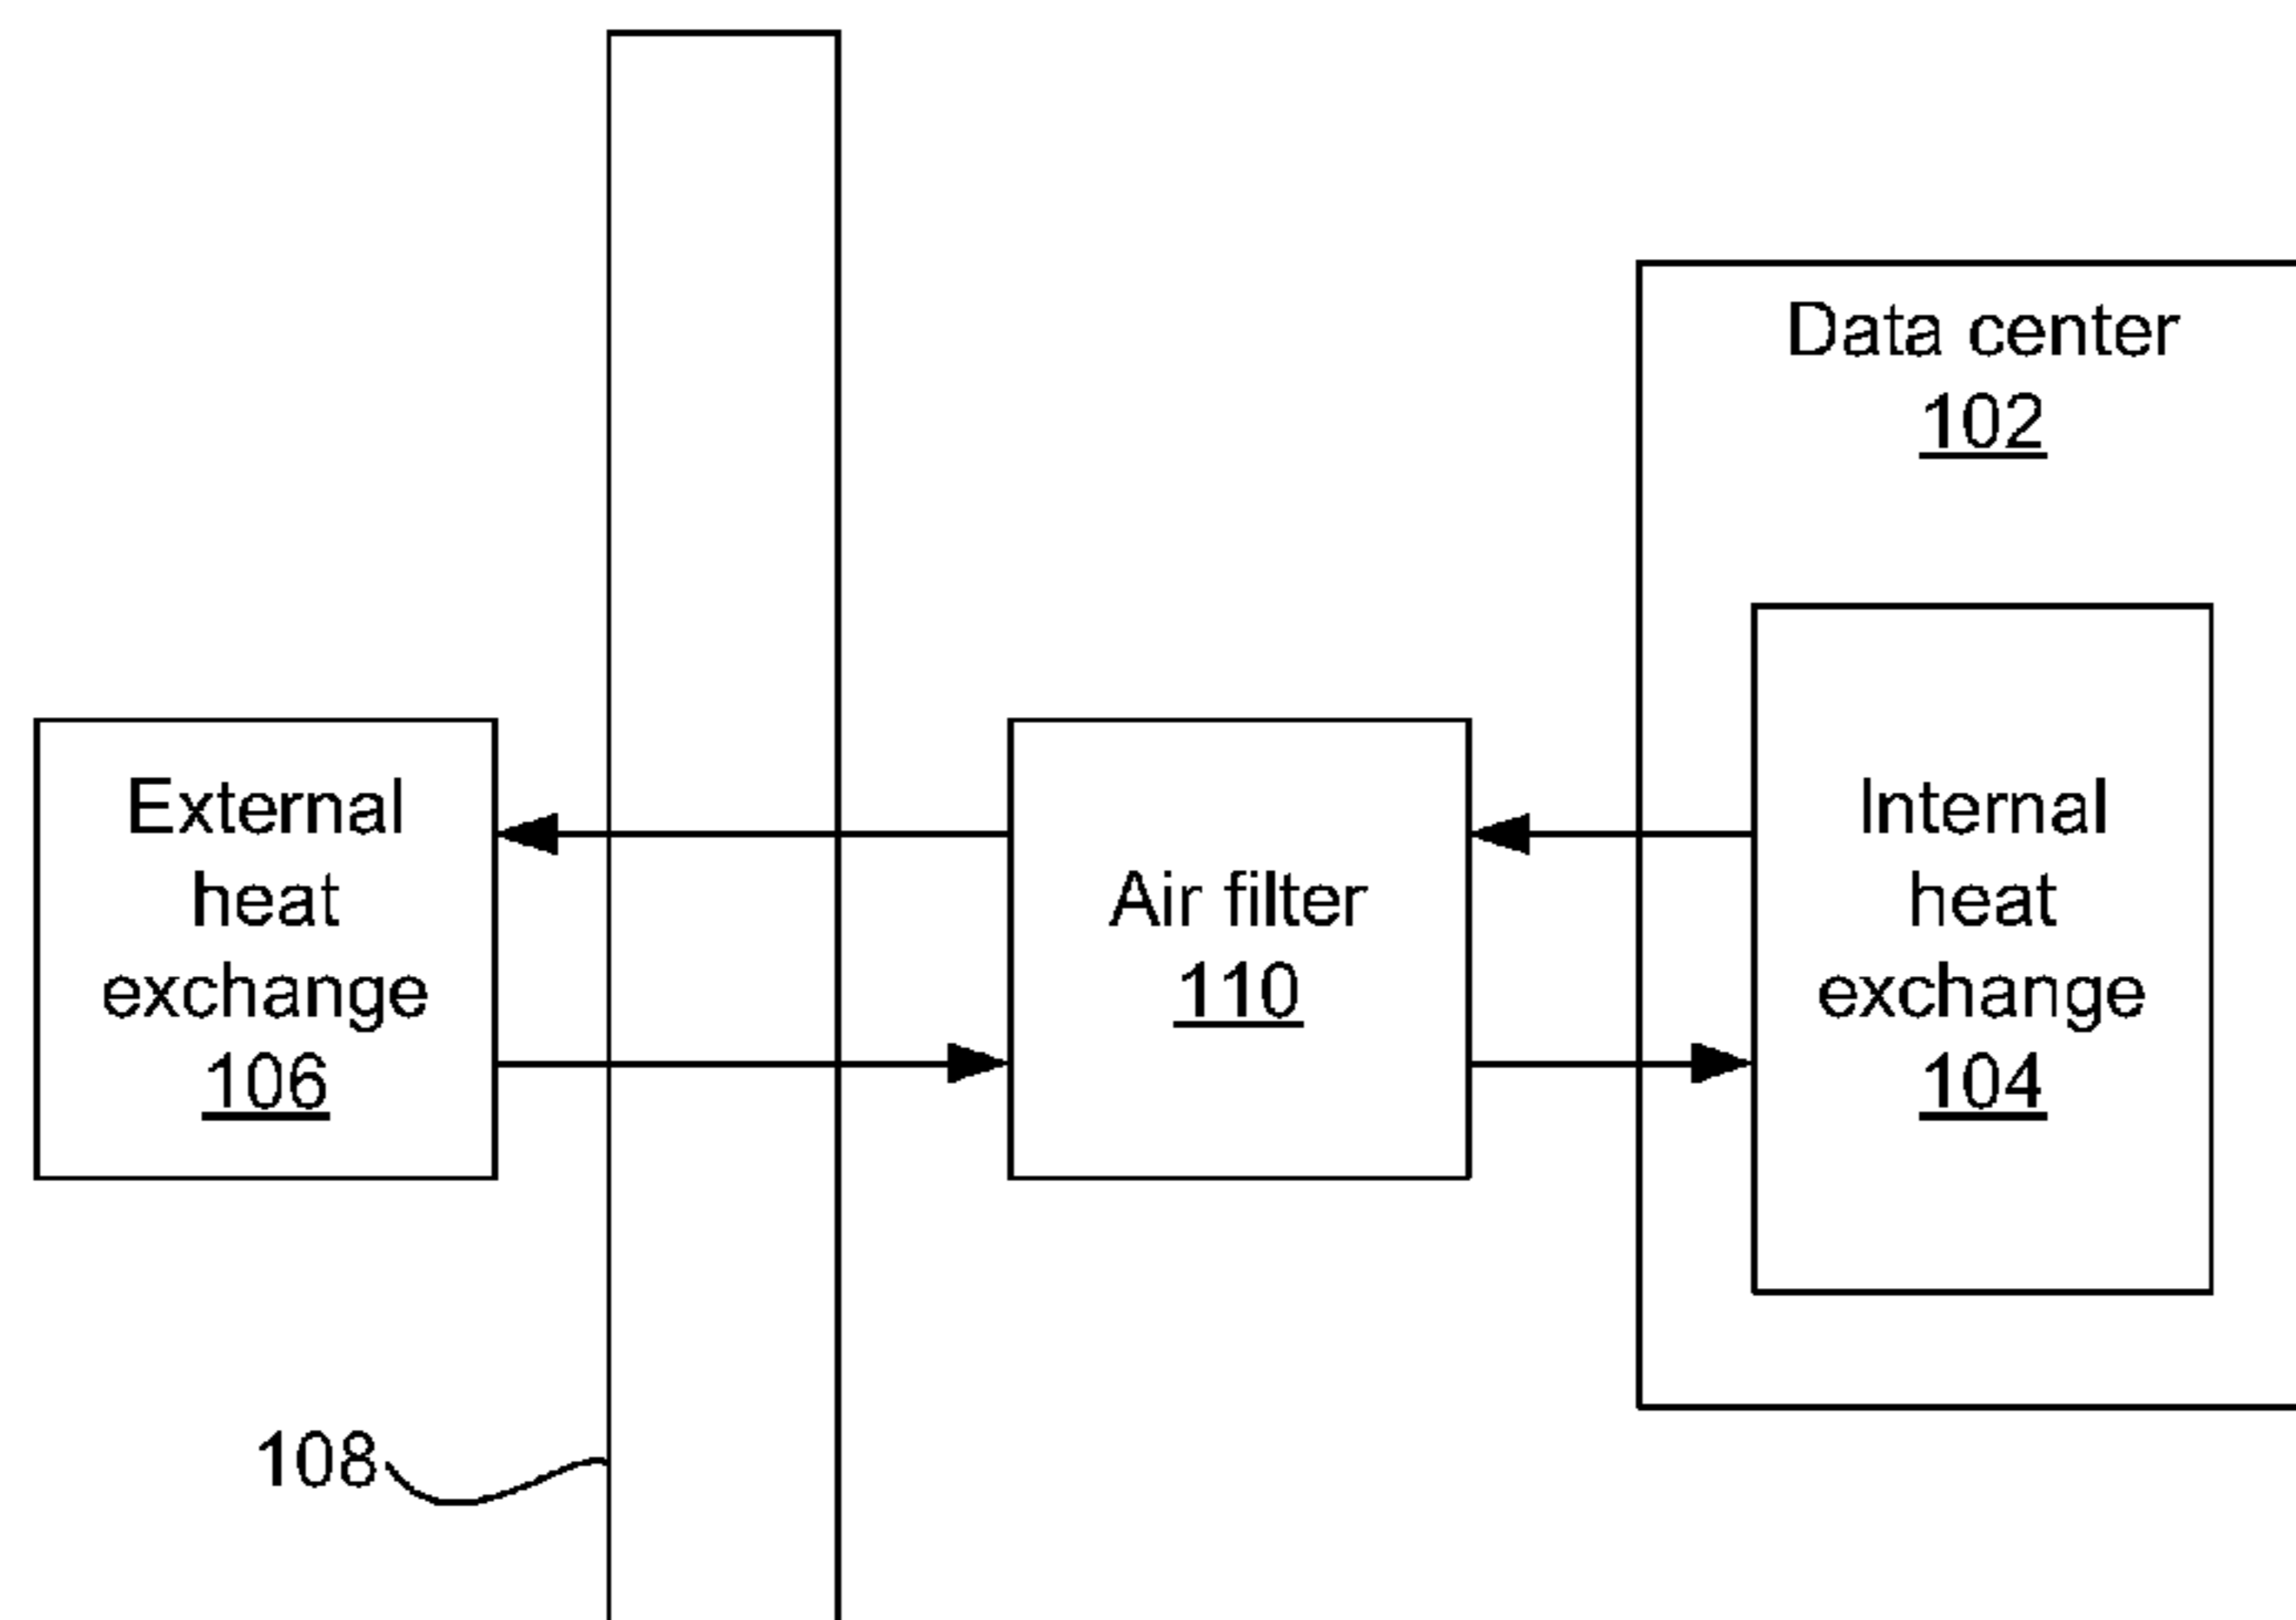 Data center
102
External
heat
exchange
106
Air filter
110
Internal
heat
exchange
104
108